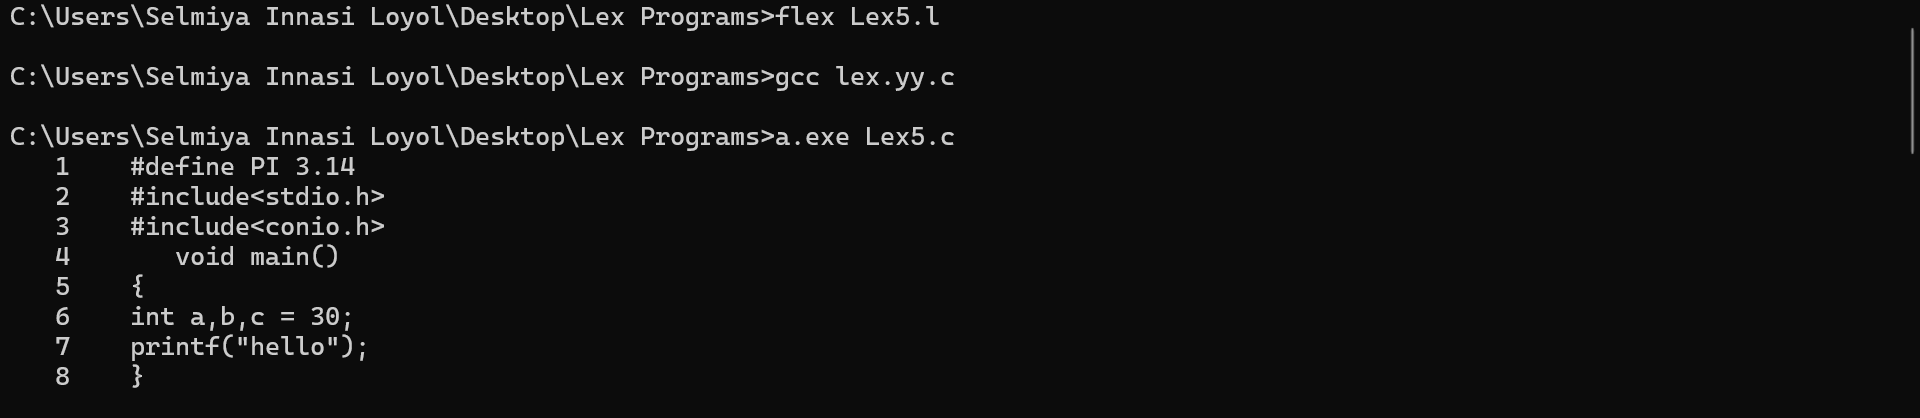 C:\Users\Selmiya Innasi Loyol\Desktop\Lex Programs>flex Lex5.l
C:\Users\Selmiya Innasi Loyol\Desktop\Lex Programs>gcc lex.yy.c
C:\Users\Selmiya Innasi Loyol\Desktop\Lex Programs>a.exe Lex5.c
1 #define PI 3.14
2 #include<stdio.h>
3 #include<conio.h>
4 void main()
5 {
6 int a,b,c = 30;
7 printf("hello");
8 }